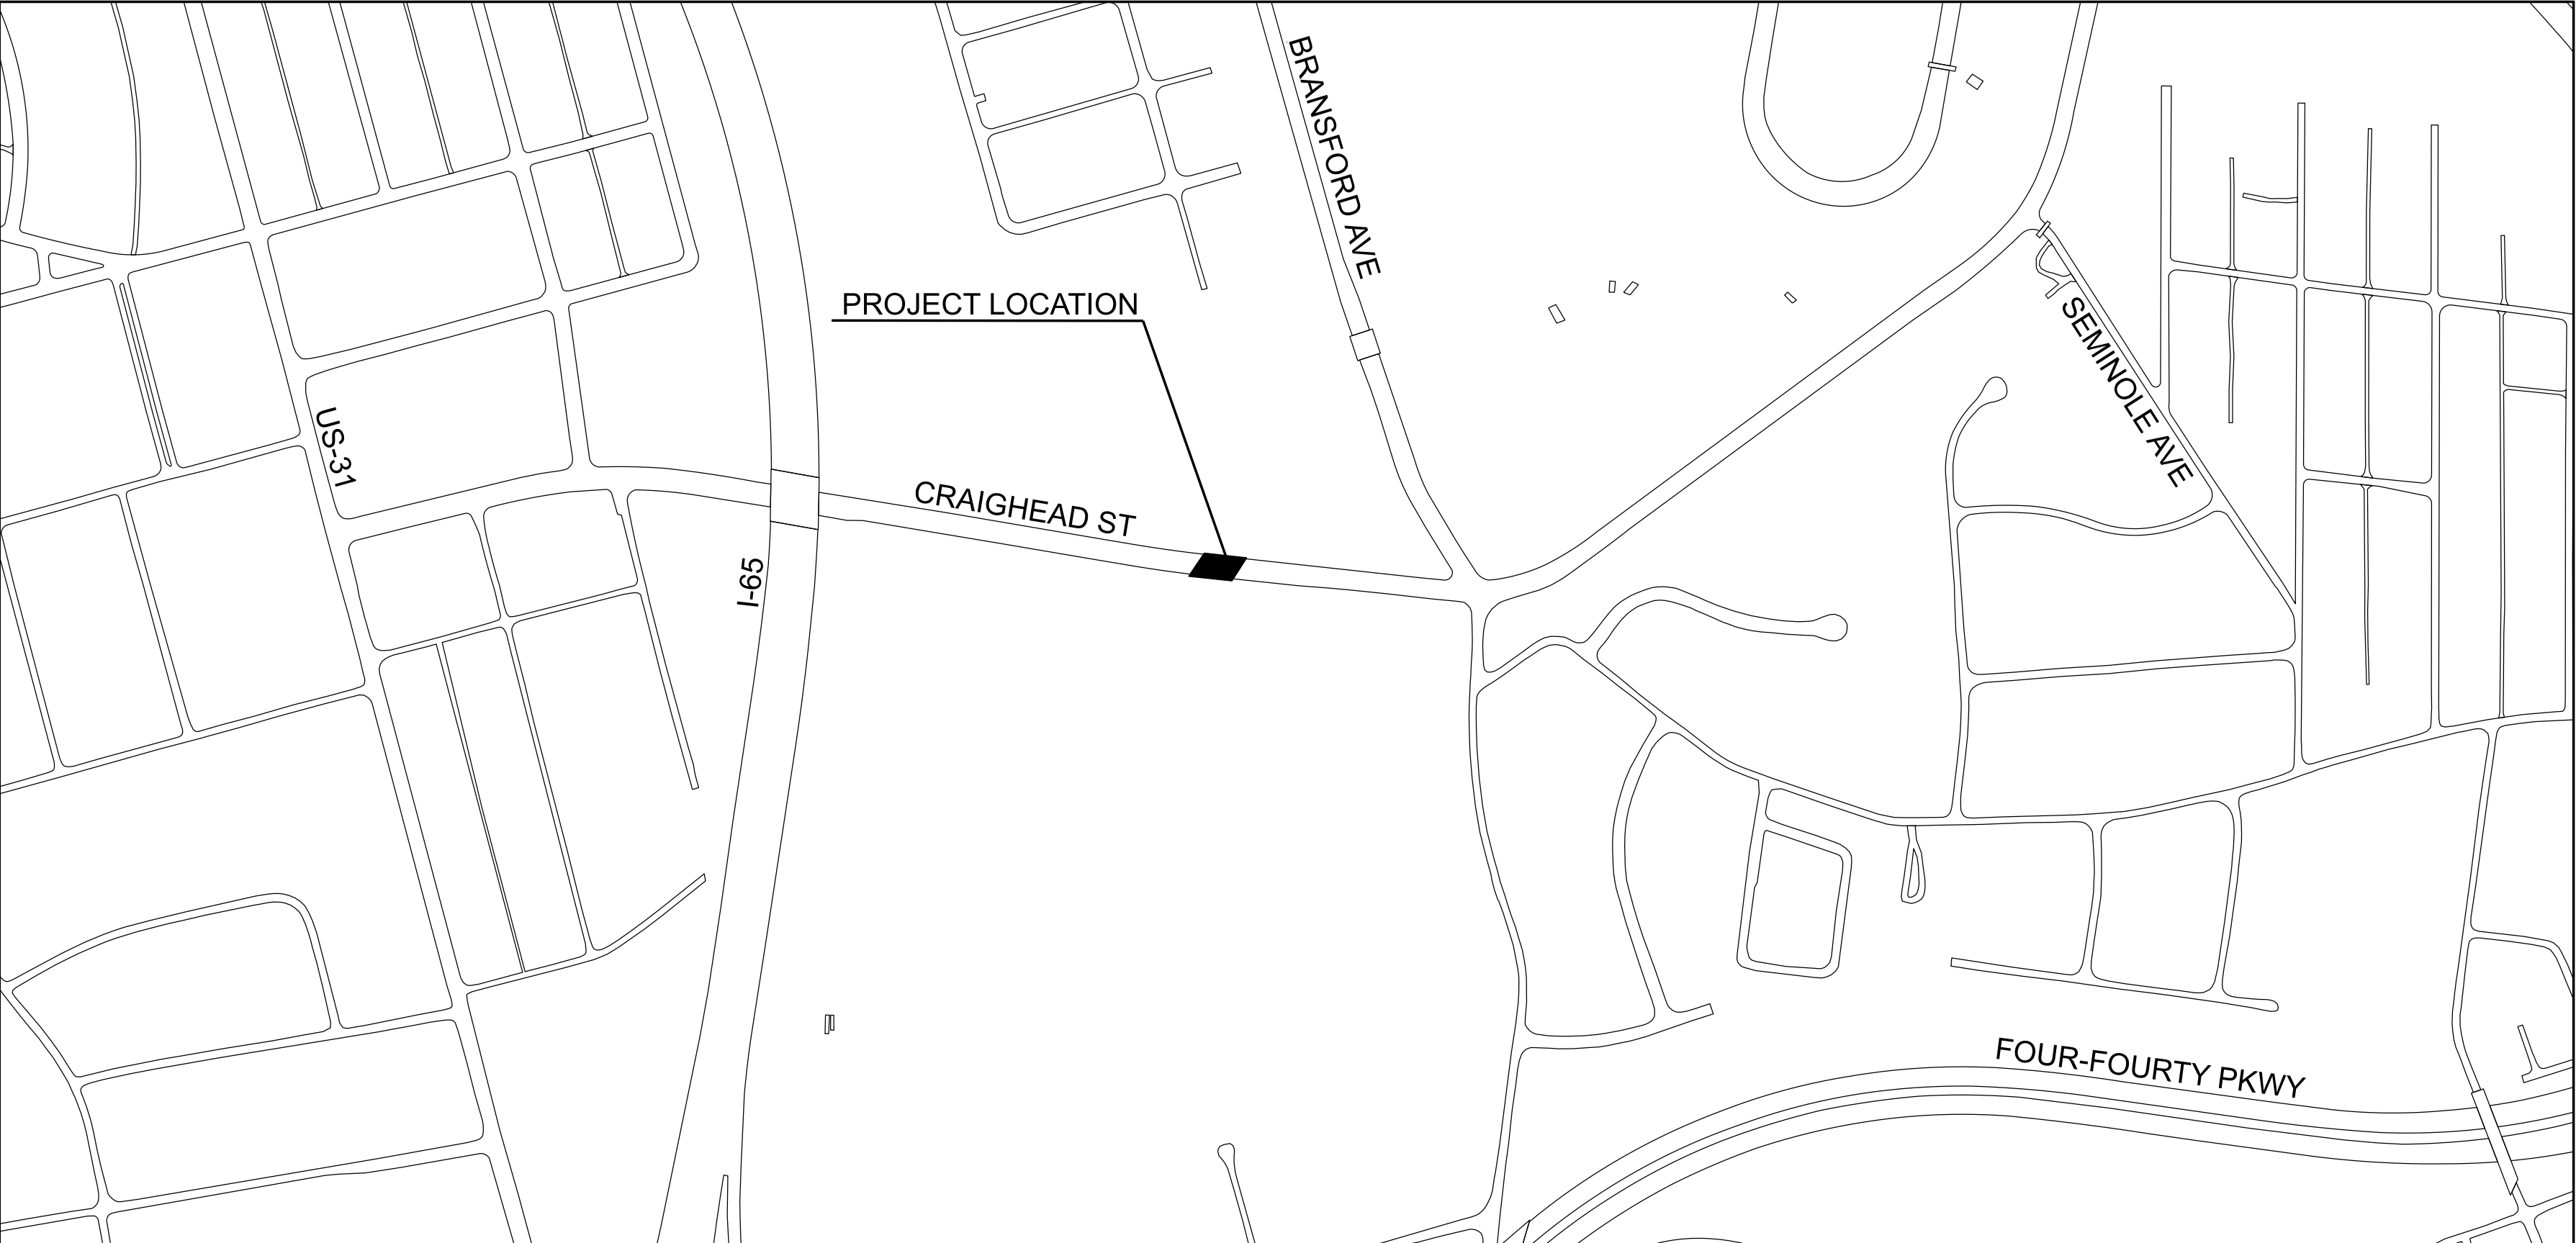 BRANSFORD AVE
PROJECT LOCATION
SEMINOLE AVE
US-31
CRAIGHEAD ST
I-65
FOUR-FOURTY PKWY